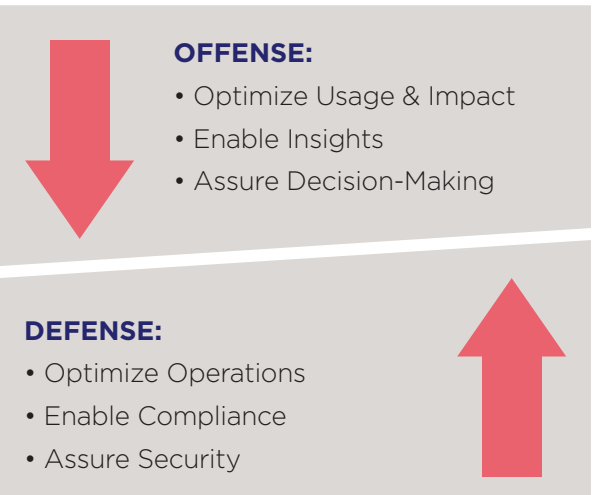 OFFENSE:
• Optimize Usage & Impact
• Enable Insights
• Assure Decision-Making
DEFENSE:
• Optimize Operations
• Enable Compliance
• Assure Security